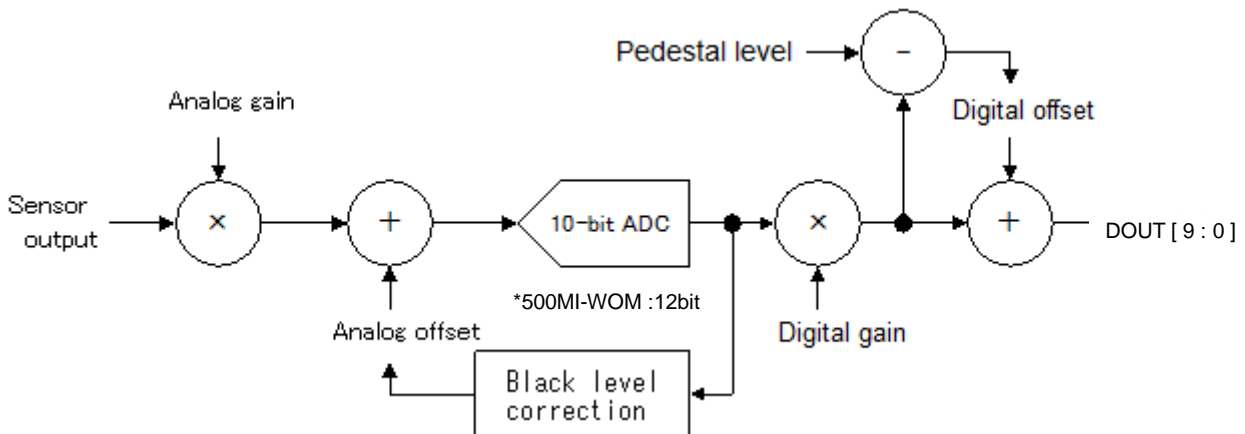 Pedestal level
-
Analog gain
Digital offset
Sensor
output
×
+
10-bit ADC
×
+
DOUT [ 9 : 0 ]
*500MI-WOM :12bit
Analog offset
Digital gain
Black level
correction